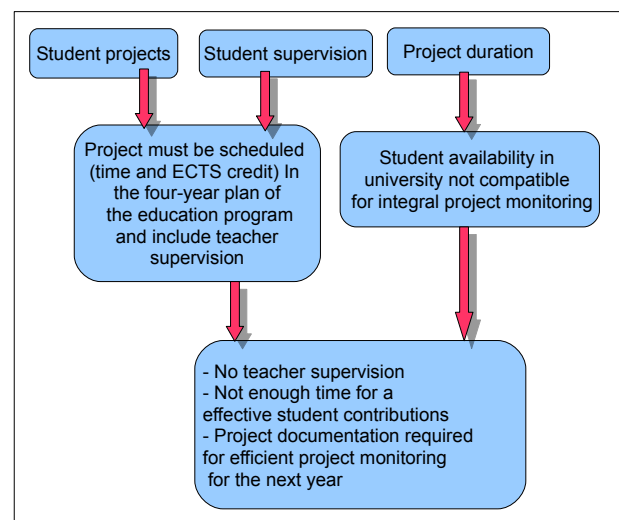 Student projects
Student supervision
Project duration
Project must be scheduled
(time and ECTS credit) In
the four-year plan of
the education program
and include teacher
supervision
Student availability in
university not compatible
for integral project monitoring
- No teacher supervision
- Not enough time for a
effective student contributions
- Project documentation required
for efficient project monitoring
for the next year